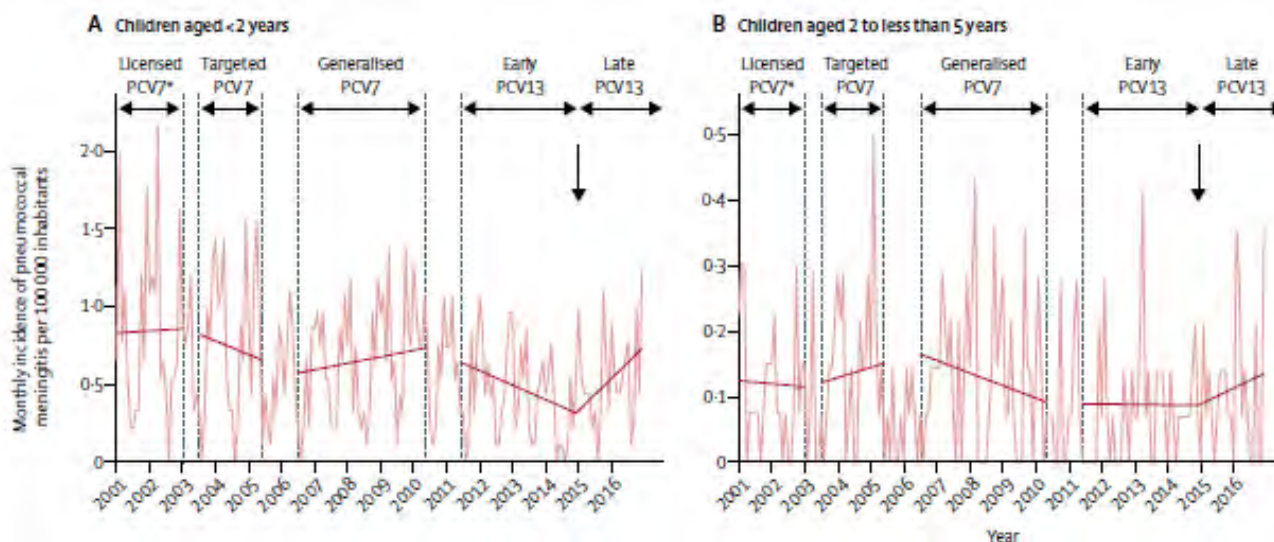 A Children aged <2 years
Licensed PCV7*
Targeted PCV7
Generalised PCV7
Early PCV13
Late PCV13
Monthly incidence of pneumococcal
meningitis per 100 000 inhabitants
2·0
1·5
1·0
0·5
0
2001 2002 2003 2004 2005 2006 2007 2008 2009 2010 2011 2012 2013 2014 2015 2016
B Children aged 2 to less than 5 years
Licensed PCV7*
Targeted PCV7
Generalised PCV7
Early PCV13
Late PCV13
0·5
0·4
0·3
0·2
0·1
0
2001 2002 2003 2004 2005 2006 2007 2008 2009 2010 2011 2012 2013 2014 2015 2016
Year